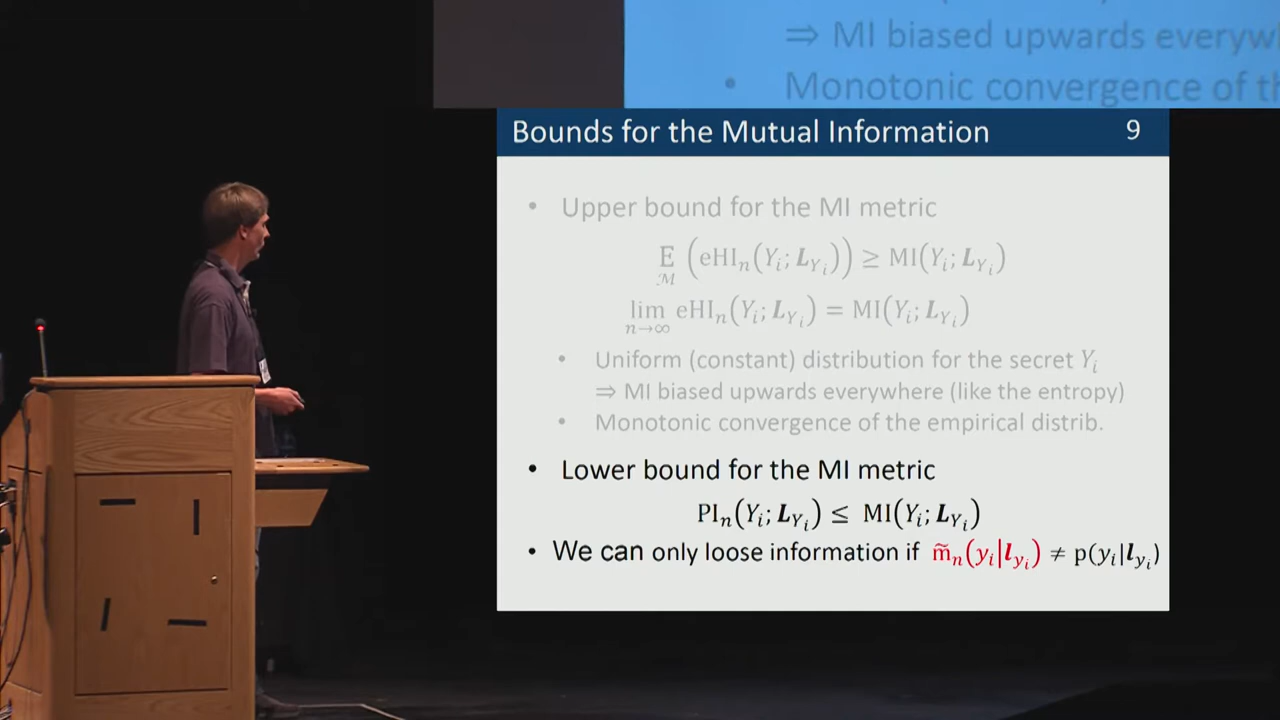 ⇒ MI biased upwards everyw
• Monotonic convergence of t
Bounds for the Mutual Information 9
• Upper bound for the MI metric
E_ℳ (eHI_n(Y_i; L_{Y_i})) ≥ MI(Y_i; L_{Y_i})
lim_{n→∞} eHI_n(Y_i; L_{Y_i}) = MI(Y_i; L_{Y_i})
• Uniform (constant) distribution for the secret Y_i
⇒ MI biased upwards everywhere (like the entropy)
• Monotonic convergence of the empirical distrib.
• Lower bound for the MI metric
PI_n(Y_i; L_{Y_i}) ≤ MI(Y_i; L_{Y_i})
• We can only loose information if m̃_n(y_i|l_{y_i}) ≠ p(y_i|l_{y_i})